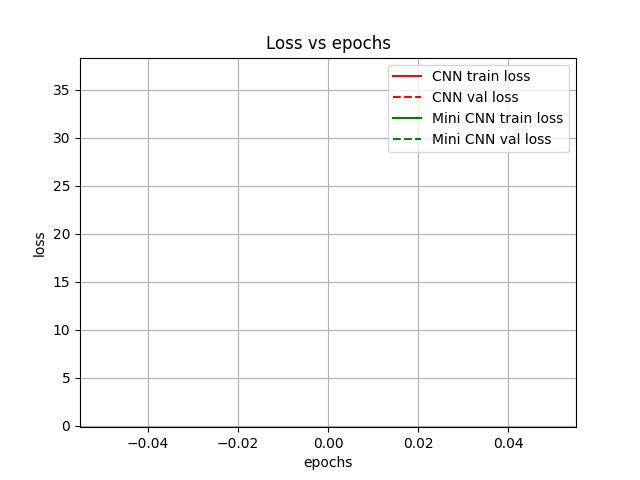 Loss vs epochs
CNN train loss
CNN val loss
Mini CNN train loss
Mini CNN val loss
35
30
25
20
15
10
5
0
loss
−0.04
−0.02
0.00
0.02
0.04
epochs